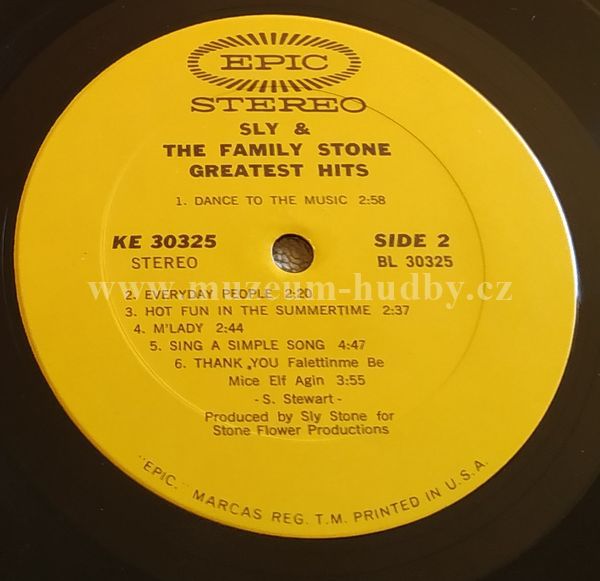 EPIC
STEREO
SLY &
THE FAMILY STONE
GREATEST HITS
1. DANCE TO THE MUSIC 2:58
KE 30325
STEREO
SIDE 2
BL 30325
www.muzeum-hudby.cz
2. EVERYDAY PEOPLE 2:20
3. HOT FUN IN THE SUMMERTIME 2:37
4. M'LADY 2:44
5. SING A SIMPLE SONG 4:47
6. THANK YOU Falettinme Be
Mice Elf Agin 3:55
- S. Stewart -
Produced by Sly Stone for
Stone Flower Productions
"EPIC," MARCAS REG. T.M. PRINTED IN U.S.A.